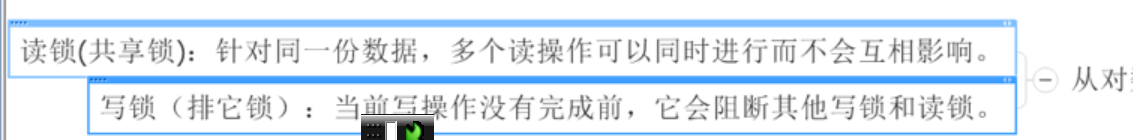 读锁(共享锁)：针对同一份数据，多个读操作可以同时进行而不会互相影响。
写锁（排它锁）：当前写操作没有完成前，它会阻断其他写锁和读锁。
从对